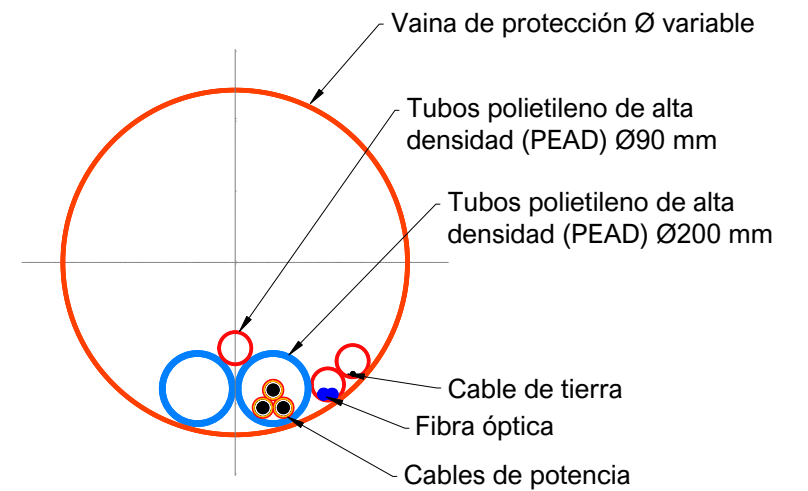 Vaina de protección Ø variable
Tubos polietileno de alta
densidad (PEAD) Ø90 mm
Tubos polietileno de alta
densidad (PEAD) Ø200 mm
Cable de tierra
Fibra óptica
Cables de potencia